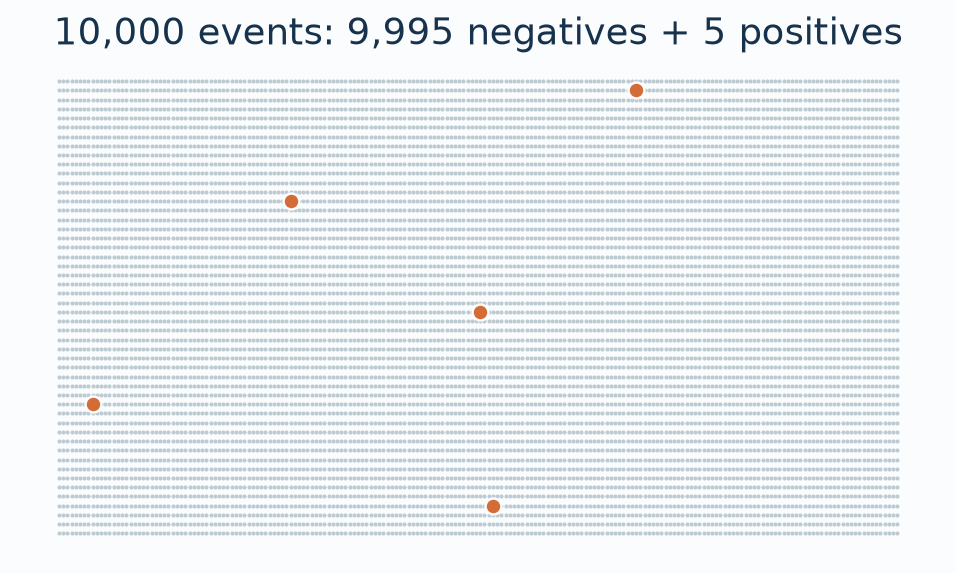 10,000 events: 9,995 negatives + 5 positives